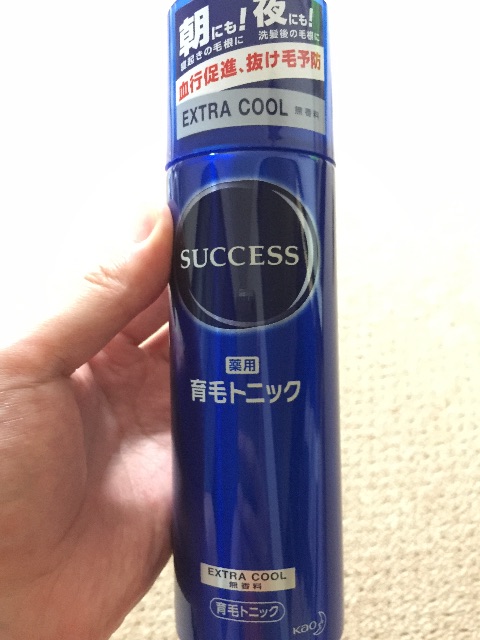 朝にも! 夜にも!
寝起きの毛根に 洗髪後の毛根に
血行促進、抜け毛予防
EXTRA COOL 無香料
SUCCESS
薬用
育毛トニック
EXTRA COOL
無香料
育毛トニック
Kao